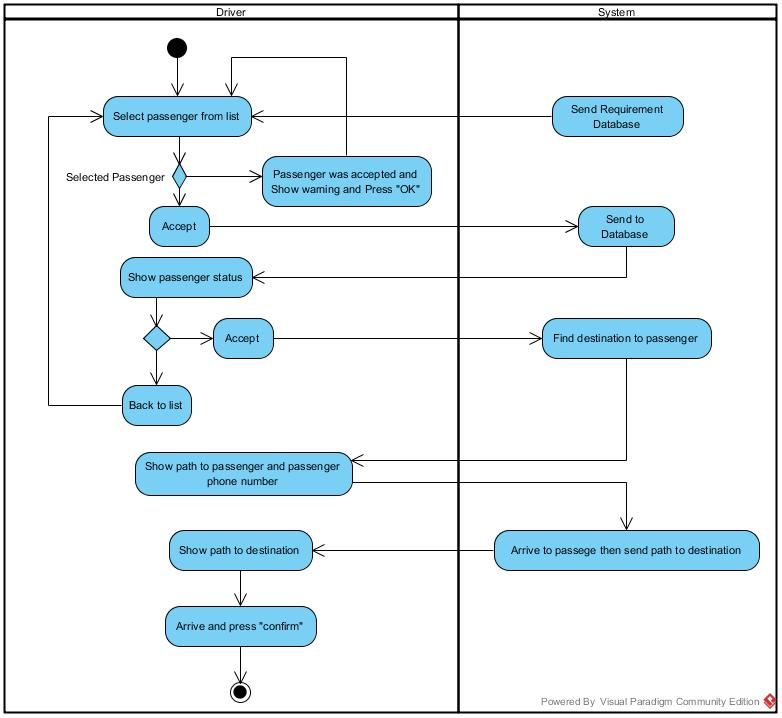 Driver
System
Select passenger from list
Send Requirement
Database
Selected Passenger
Passenger was accepted and
Show warning and Press "OK"
Accept
Send to
Database
Show passenger status
Accept
Find destination to passenger
Back to list
Show path to passenger and passenger
phone number
Show path to destination
Arrive to passege then send path to destination
Arrive and press "confirm"
Powered By Visual Paradigm Community Edition